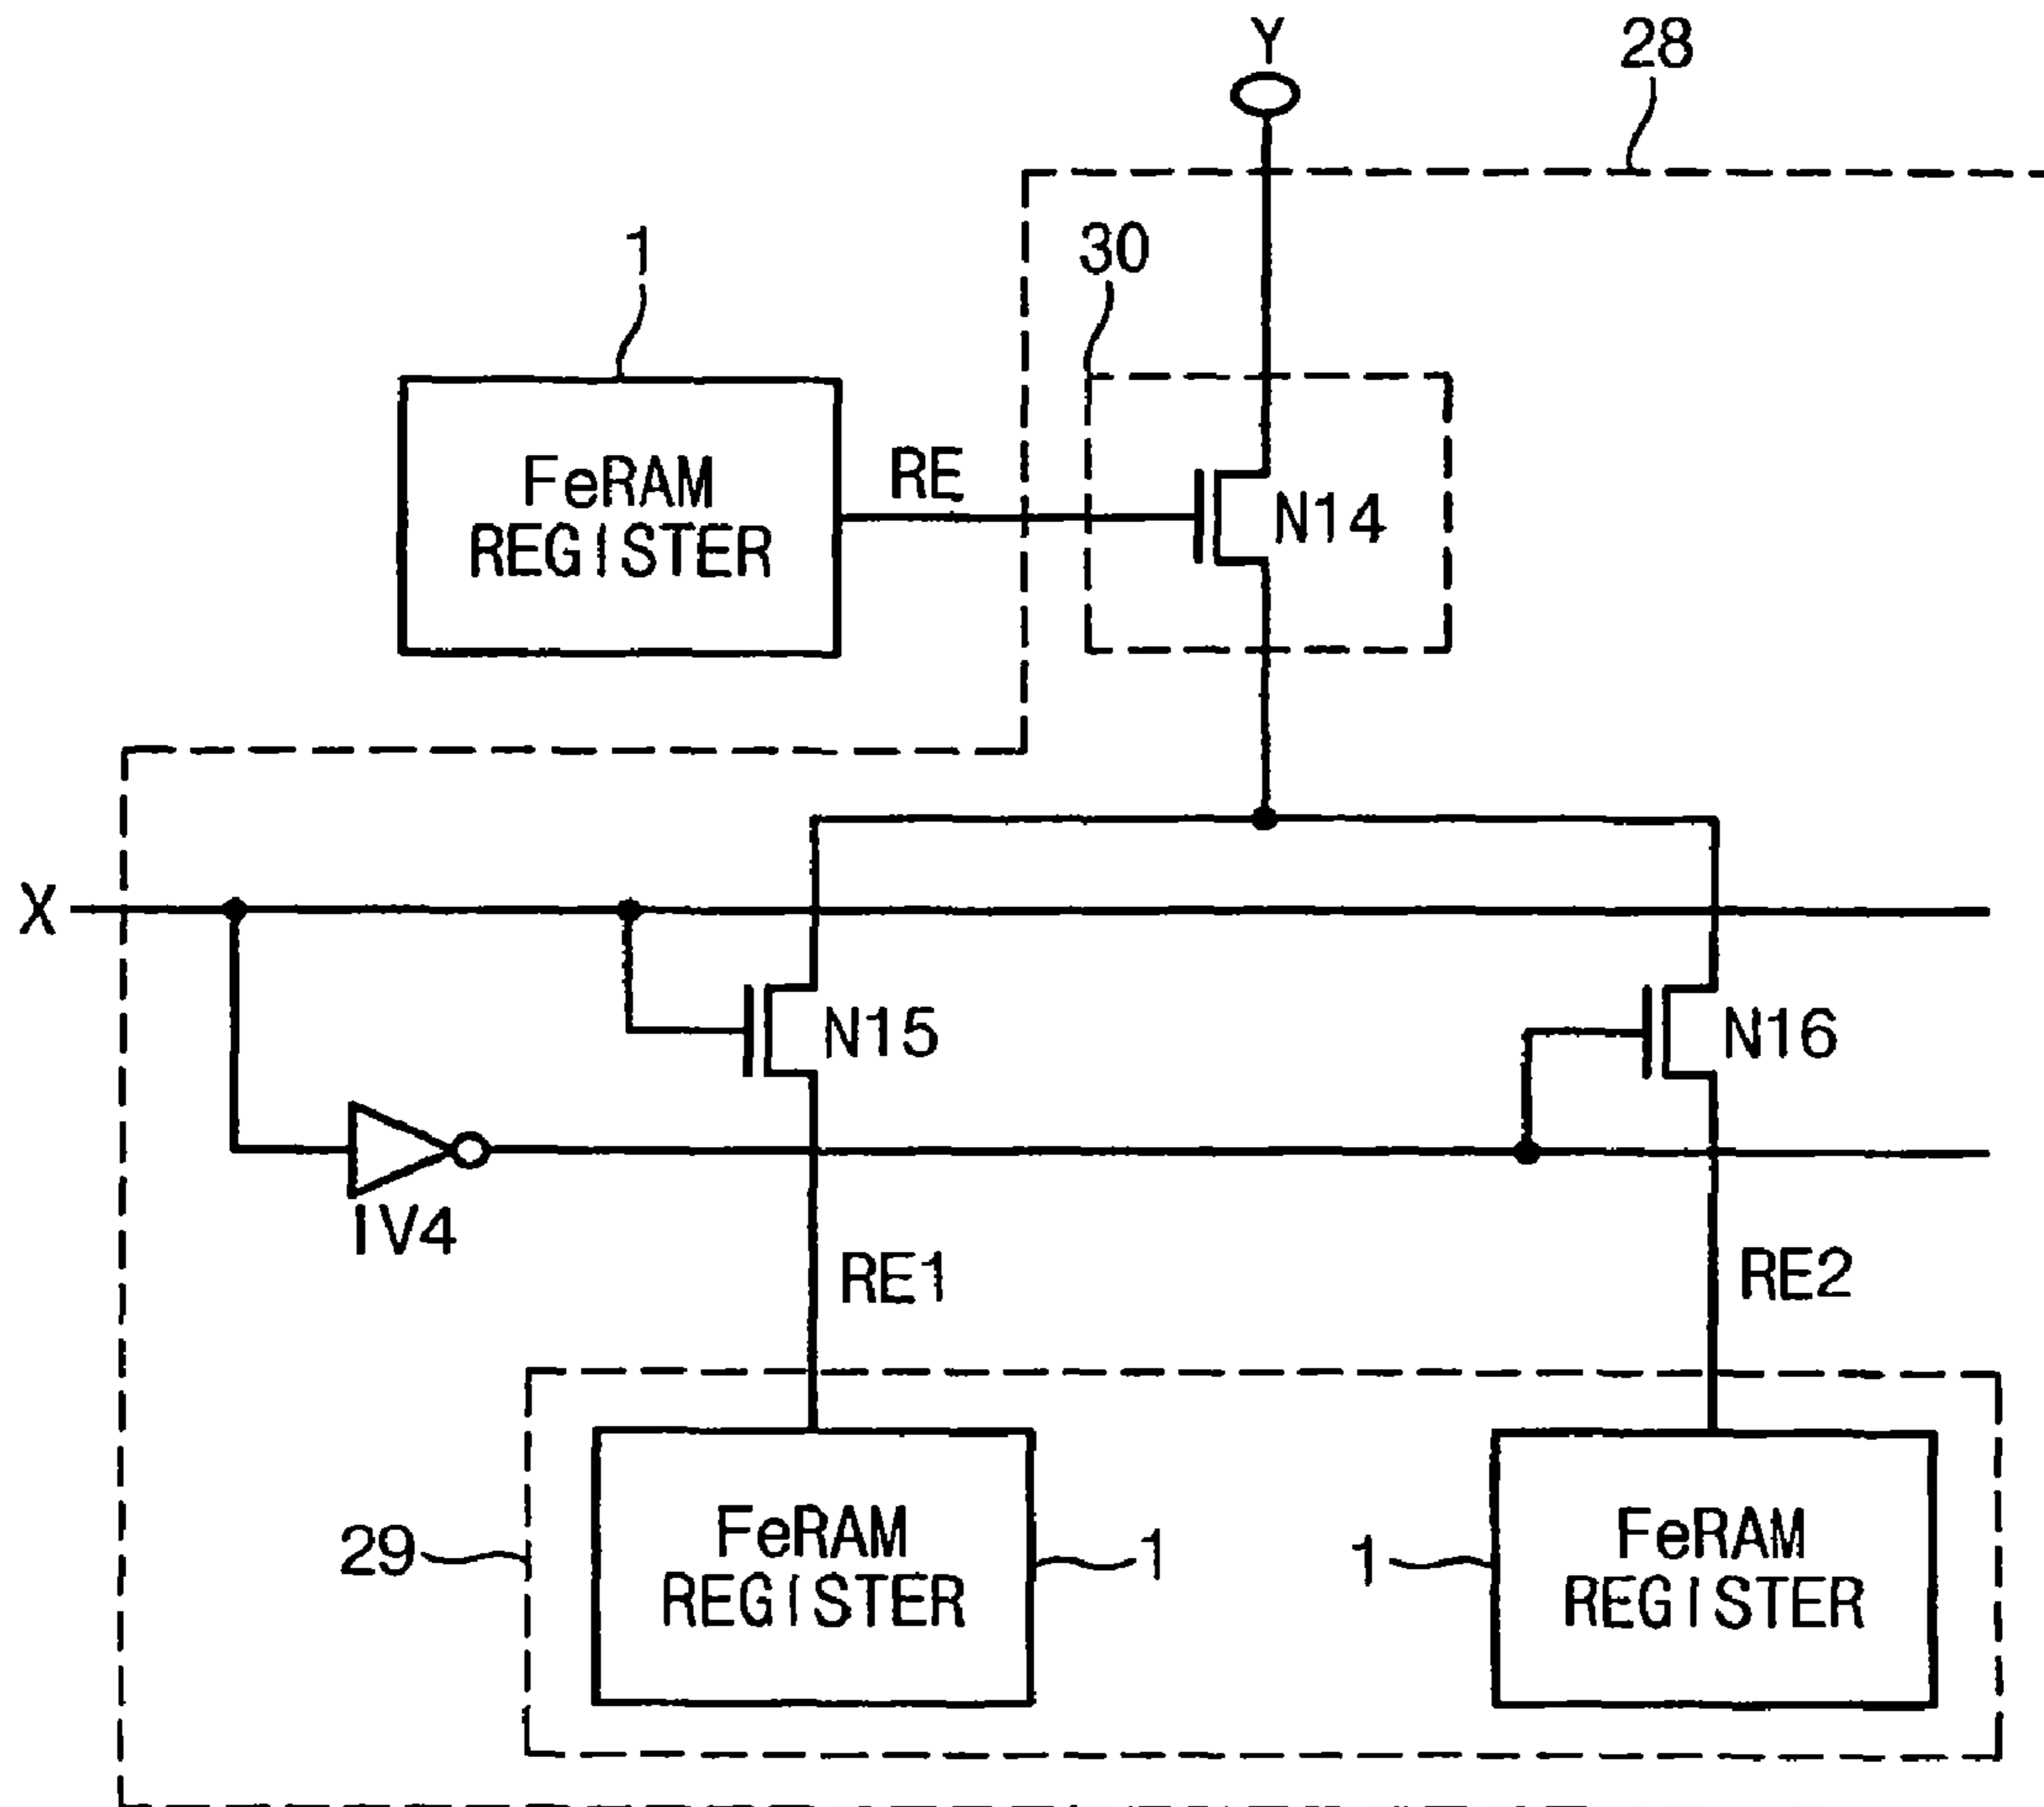 Y
28
30
1
FeRAM
REGISTER
RE
N14
X
N15
N16
IV4
RE1
RE2
29
FeRAM
REGISTER
1
1
FeRAM
REGISTER